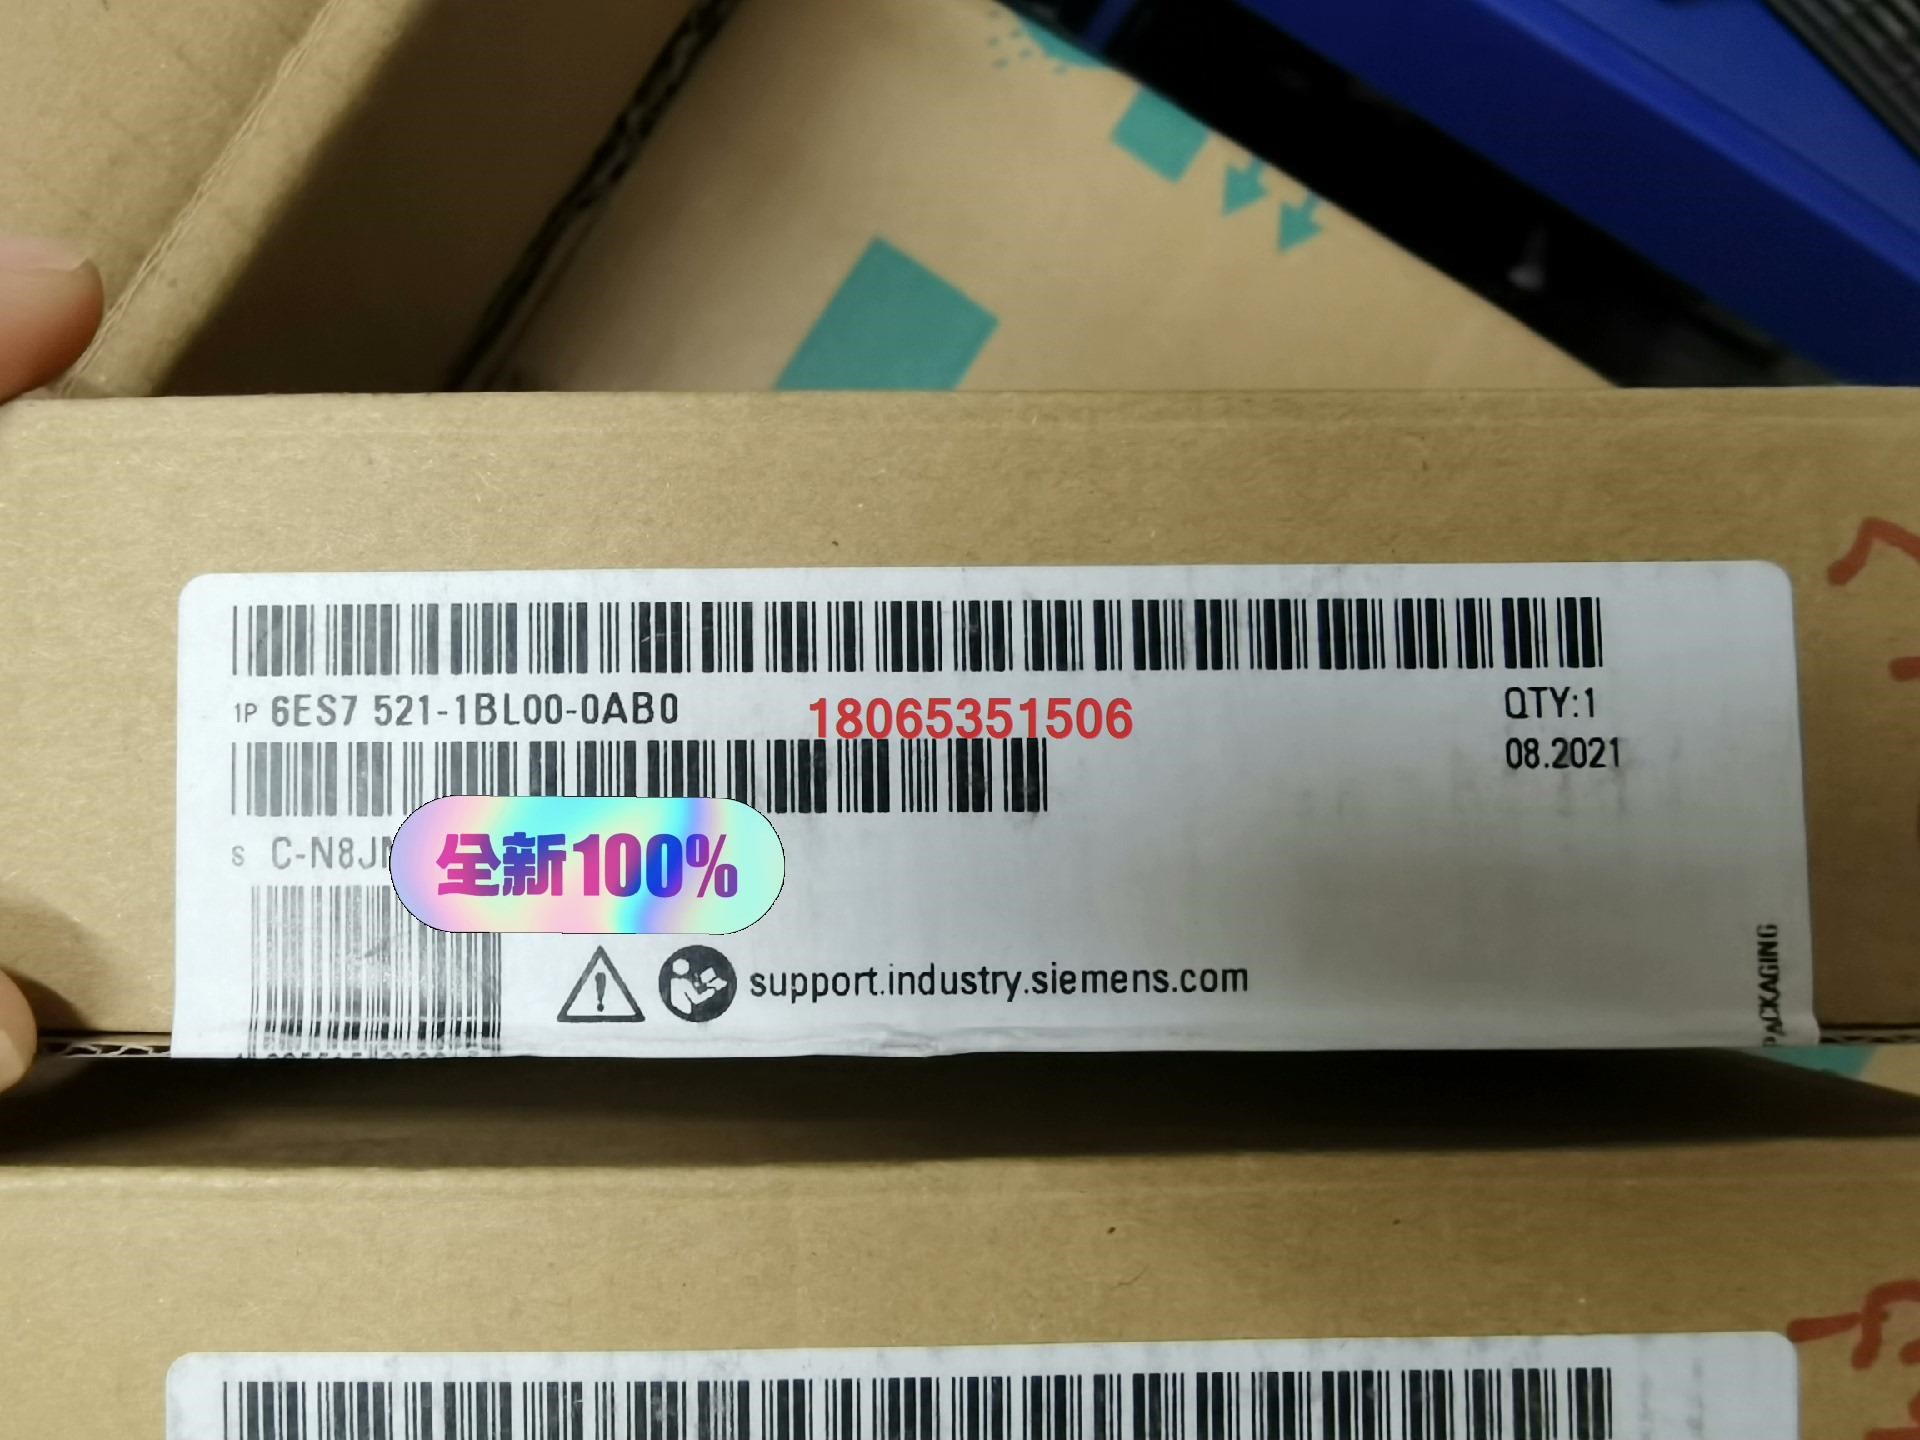 1P 6ES7 521-1BL00-0AB0
18065351506
QTY:1
08.2021
S C-N8J
全新100%
support.industry.siemens.com
PACKAGING